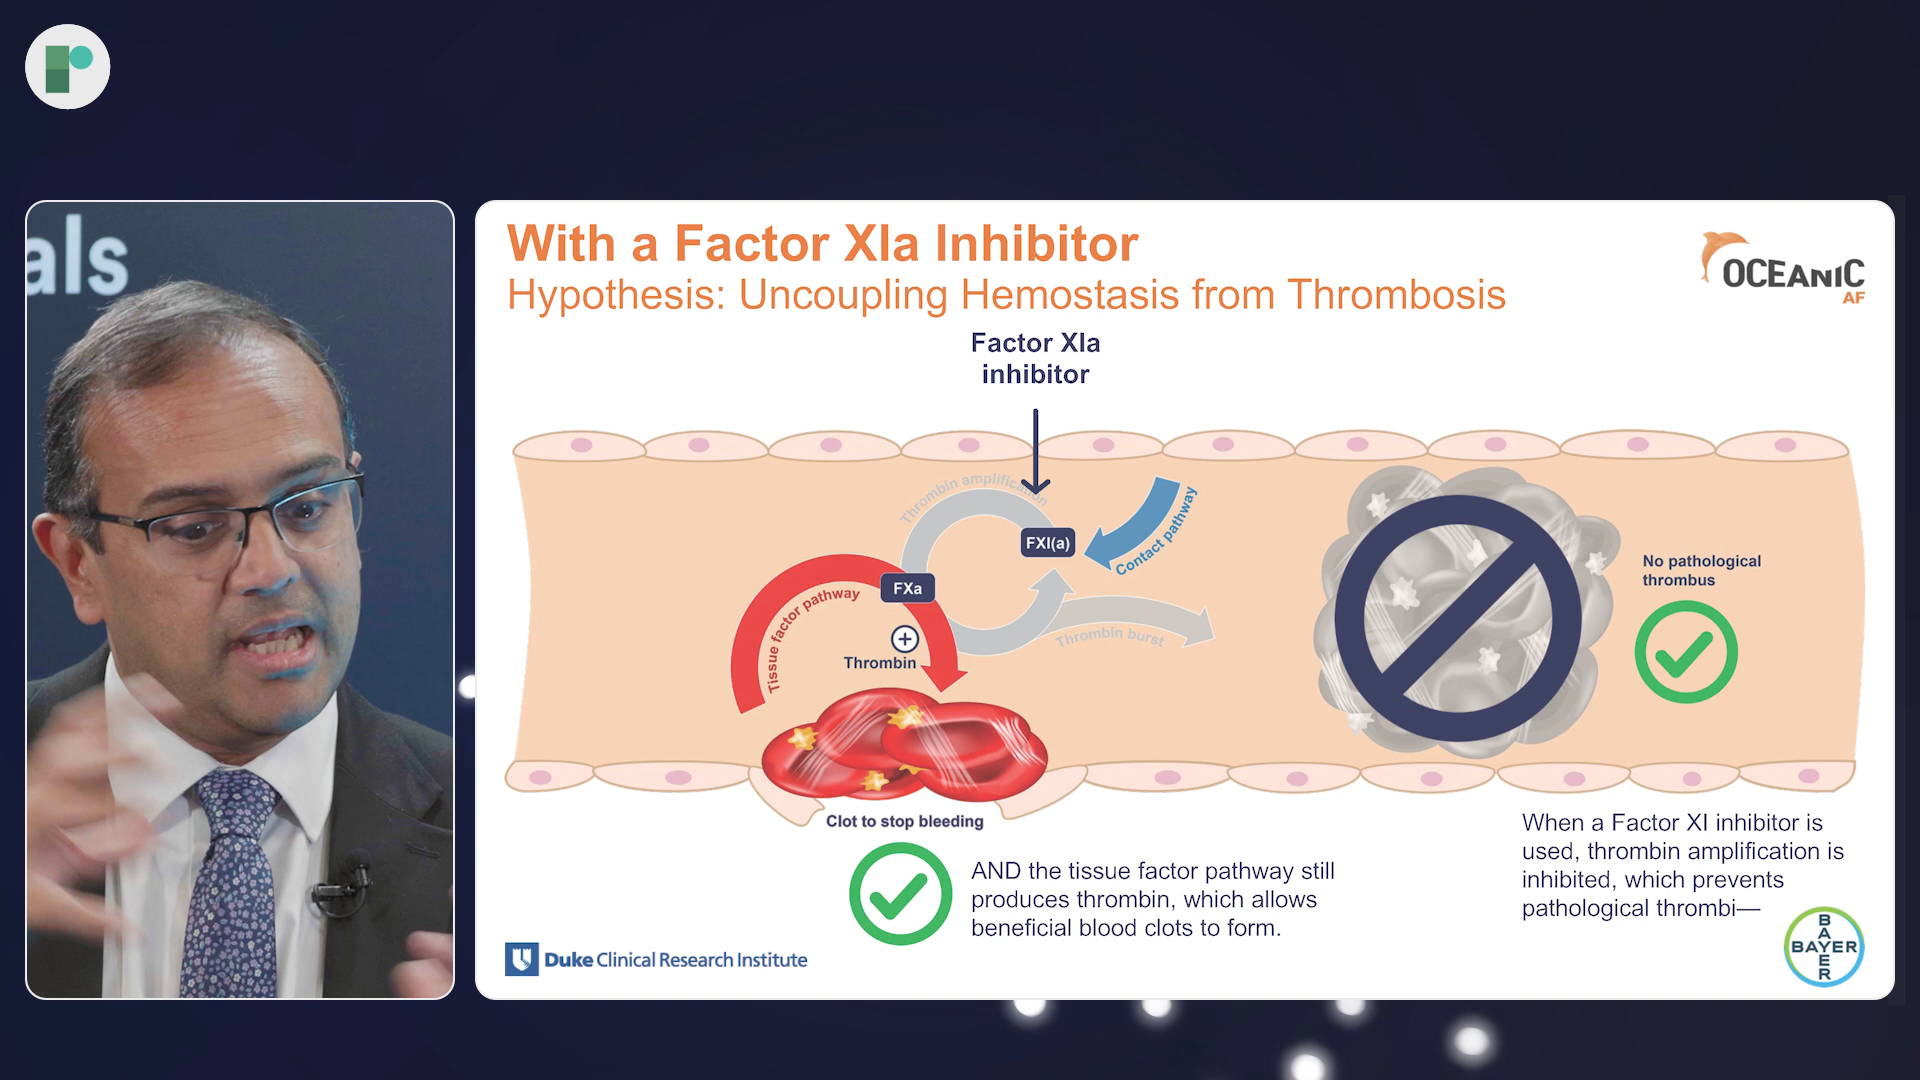 als
With a Factor XIa Inhibitor
Hypothesis: Uncoupling Hemostasis from Thrombosis
OCEANIC
AF
Factor XIa
inhibitor
Thrombin amplification
FXI(a)
Contact pathway
FXa
Tissue factor pathway
Thrombin
Thrombin burst
No pathological
thrombus
Clot to stop bleeding
AND the tissue factor pathway still
produces thrombin, which allows
beneficial blood clots to form.
When a Factor XI inhibitor is
used, thrombin amplification is
inhibited, which prevents
pathological thrombi—
Duke Clinical Research Institute
BAYER
BAYER